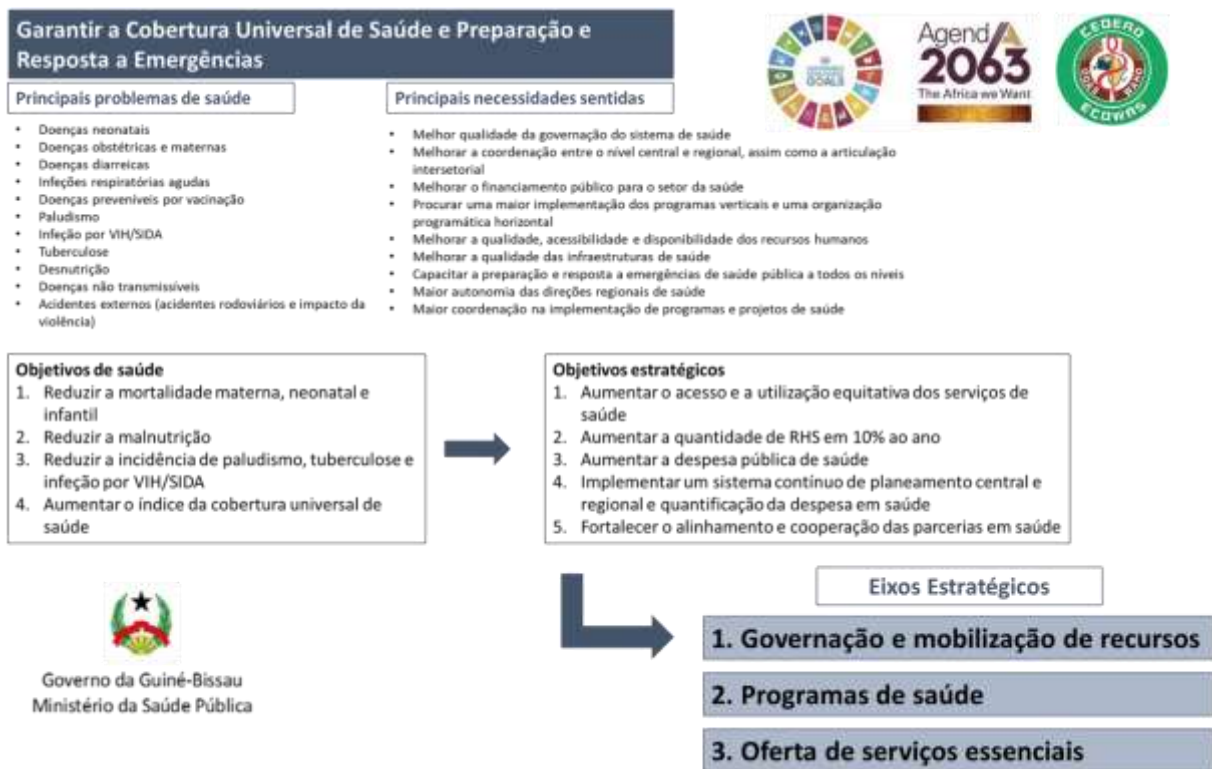 Garantir a Cobertura Universal de Saúde e Preparação e
Resposta a Emergências
Agenda
2063
The Africa we Want
CEDEAO
OOAS WAHO
ECOWAS
GOALS
Principais problemas de saúde
• Doenças neonatais
• Doenças obstétricas e maternas
• Doenças diarreicas
• Infeções respiratórias agudas
• Doenças preveníveis por vacinação
• Paludismo
• Infeção por VIH/SIDA
• Tuberculose
• Desnutrição
• Doenças não transmissíveis
• Acidentes externos (acidentes rodoviários e impacto da
violência)
Principais necessidades sentidas
• Melhor qualidade da governação do sistema de saúde
• Melhorar a coordenação entre o nível central e regional, assim como a articulação
intersetorial
• Melhorar o financiamento público para o setor da saúde
• Procurar uma maior implementação dos programas verticais e uma organização
programática horizontal
• Melhorar a qualidade, acessibilidade e disponibilidade dos recursos humanos
• Melhorar a qualidade das infraestruturas de saúde
• Capacitar a preparação e resposta a emergências de saúde pública a todos os níveis
• Maior autonomia das direções regionais de saúde
• Maior coordenação na implementação de programas e projetos de saúde
Objetivos de saúde
1. Reduzir a mortalidade materna, neonatal e
infantil
2. Reduzir a malnutrição
3. Reduzir a incidência de paludismo, tuberculose e
infeção por VIH/SIDA
4. Aumentar o índice da cobertura universal de
saúde
Objetivos estratégicos
1. Aumentar o acesso e a utilização equitativa dos serviços de
saúde
2. Aumentar a quantidade de RHS em 10% ao ano
3. Aumentar a despesa pública de saúde
4. Implementar um sistema contínuo de planeamento central e
regional e quantificação da despesa em saúde
5. Fortalecer o alinhamento e cooperação das parcerias em saúde
Governo da Guiné-Bissau
Ministério da Saúde Pública
Eixos Estratégicos
1. Governação e mobilização de recursos
2. Programas de saúde
3. Oferta de serviços essenciais